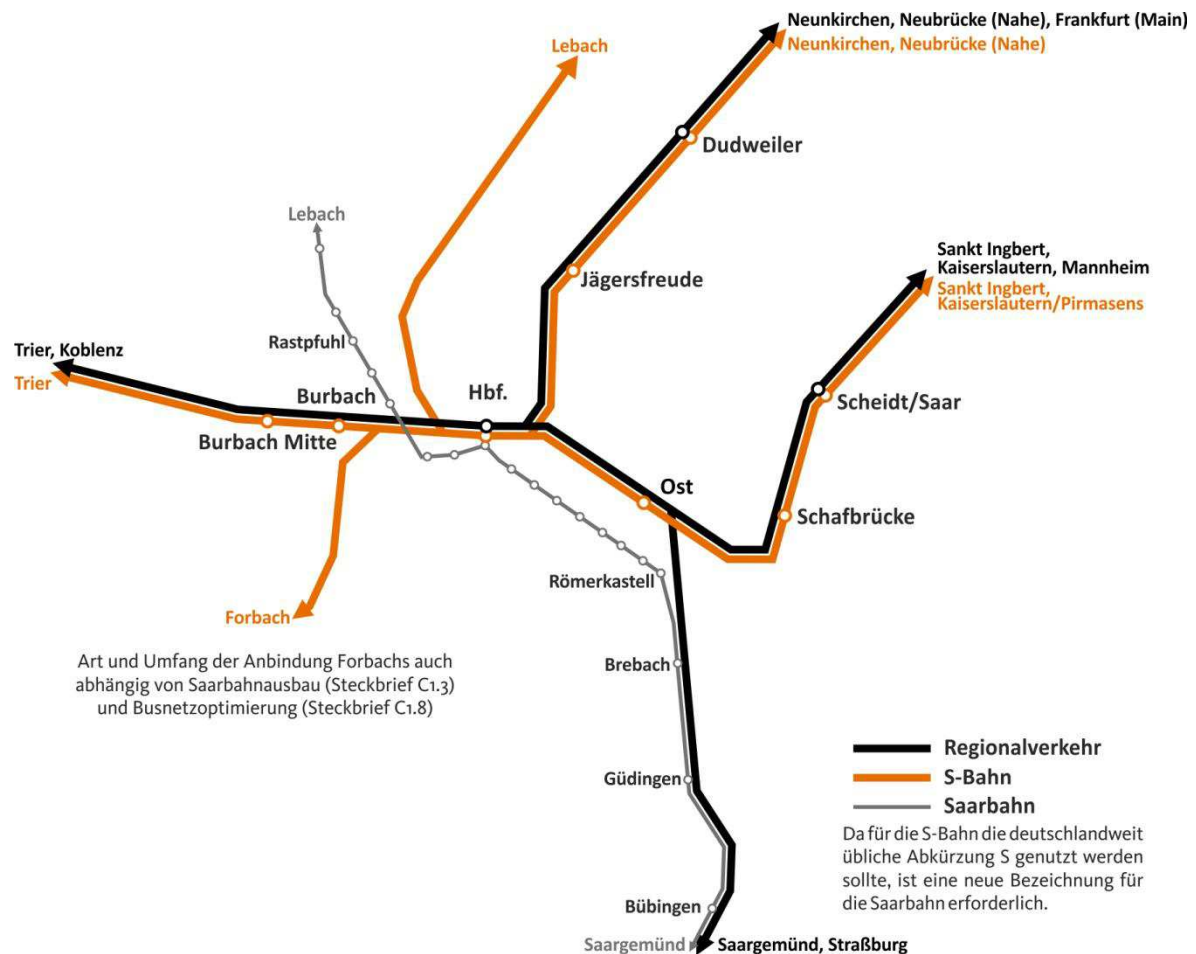 Neunkirchen, Neubrücke (Nahe), Frankfurt (Main)
Neunkirchen, Neubrücke (Nahe)
Lebach
Dudweiler
Lebach
Sankt Ingbert,
Kaiserslautern, Mannheim
Sankt Ingbert,
Kaiserslautern/Pirmasens
Jägersfreude
Rastpfuhl
Trier, Koblenz
Trier
Burbach
Hbf.
Scheidt/Saar
Burbach Mitte
Ost
Schafbrücke
Römerkastell
Forbach
Art und Umfang der Anbindung Forbachs auch
abhängig von Saarbahnausbau (Steckbrief C1.3)
und Busnetzoptimierung (Steckbrief C1.8)
Brebach
Güdingen
Regionalverkehr
S-Bahn
Saarbahn
Da für die S-Bahn die deutschlandweit
übliche Abkürzung S genutzt werden
sollte, ist eine neue Bezeichnung für
die Saarbahn erforderlich.
Bübingen
Saargemünd
Saargemünd, Straßburg